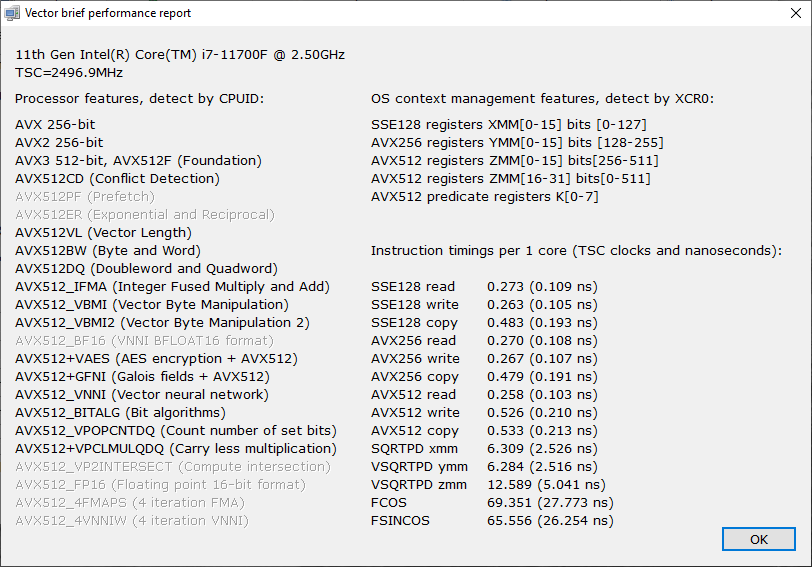 Vector brief performance report
11th Gen Intel(R) Core(TM) i7-11700F @ 2.50GHz
TSC=2496.9MHz
Processor features, detect by CPUID:
AVX 256-bit
AVX2 256-bit
AVX3 512-bit, AVX512F (Foundation)
AVX512CD (Conflict Detection)
AVX512PF (Prefetch)
AVX512ER (Exponential and Reciprocal)
AVX512VL (Vector Length)
AVX512BW (Byte and Word)
AVX512DQ (Doubleword and Quadword)
AVX512_IFMA (Integer Fused Multiply and Add)
AVX512_VBMI (Vector Byte Manipulation)
AVX512_VBMI2 (Vector Byte Manipulation 2)
AVX512_BF16 (VNNI BFLOAT16 format)
AVX512+VAES (AES encryption + AVX512)
AVX512+GFNI (Galois fields + AVX512)
AVX512_VNNI (Vector neural network)
AVX512_BITALG (Bit algorithms)
AVX512_VPOPCNTDQ (Count number of set bits)
AVX512+VPCLMULQDQ (Carry less multiplication)
AVX512_VP2INTERSECT (Compute intersection)
AVX512_FP16 (Floating point 16-bit format)
AVX512_4FMAPS (4 iteration FMA)
AVX512_4VNNIW (4 iteration VNNI)
OS context management features, detect by XCR0:
SSE128 registers XMM[0-15] bits [0-127]
AVX256 registers YMM[0-15] bits [128-255]
AVX512 registers ZMM[0-15] bits[256-511]
AVX512 registers ZMM[16-31] bits[0-511]
AVX512 predicate registers K[0-7]
Instruction timings per 1 core (TSC clocks and nanoseconds):
SSE128 read 0.273 (0.109 ns)
SSE128 write 0.263 (0.105 ns)
SSE128 copy 0.483 (0.193 ns)
AVX256 read 0.270 (0.108 ns)
AVX256 write 0.267 (0.107 ns)
AVX256 copy 0.479 (0.191 ns)
AVX512 read 0.258 (0.103 ns)
AVX512 write 0.526 (0.210 ns)
AVX512 copy 0.533 (0.213 ns)
SQRTPD xmm 6.309 (2.526 ns)
VSQRTPD ymm 6.284 (2.516 ns)
VSQRTPD zmm 12.589 (5.041 ns)
FCOS 69.351 (27.773 ns)
FSINCOS 65.556 (26.254 ns)
OK